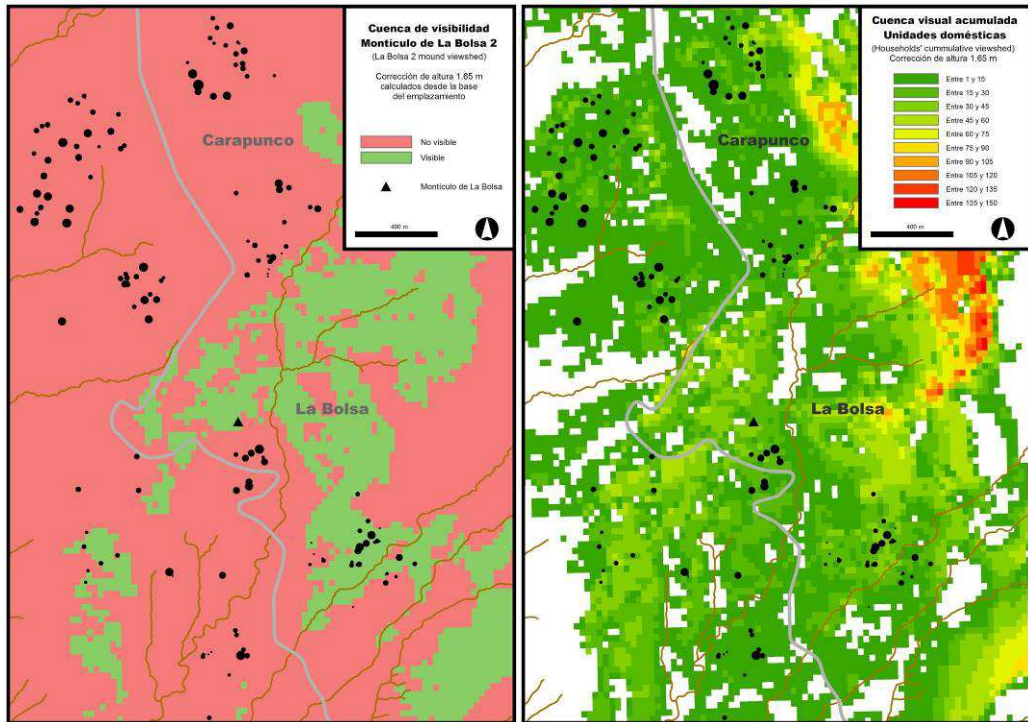 Cuenca de visibilidad
Montículo de La Bolsa 2
(La Bolsa 2 mound viewshed)
Corrección de altura 1.65 m
calculados desde la base
del emplazamiento
No visible
Visible
Montículo de La Bolsa
400 m
Carapunco
La Bolsa
Cuenca visual acumulada
Unidades domésticas
(Households' cummulative viewshed)
Corrección de altura 1.65 m
Entre 1 y 15
Entre 15 y 30
Entre 30 y 45
Entre 45 y 60
Entre 60 y 75
Entre 75 y 90
Entre 90 y 105
Entre 105 y 120
Entre 120 y 135
Entre 135 y 150
400 m
Carapunco
La Bolsa